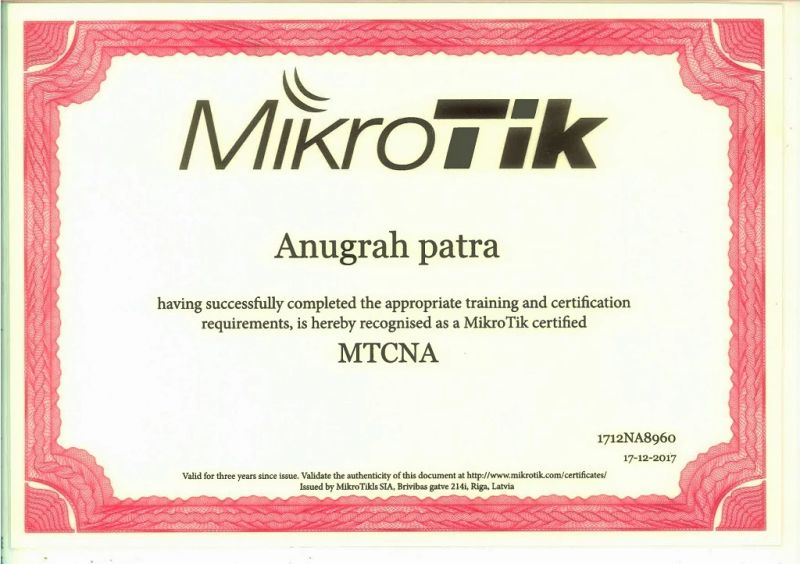 MikroTik
Anugrah patra
having successfully completed the appropriate training and certification
requirements, is hereby recognised as a MikroTik certified
MTCNA
1712NA8960
17-12-2017
Valid for three years since issue. Validate the authenticity of this document at http://www.mikrotik.com/certificates/
Issued by MikroTikls SIA, Brivibas gatve 214i, Riga, Latvia